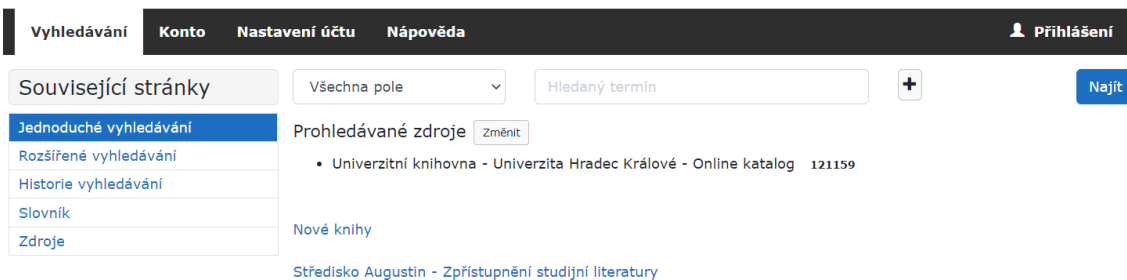 Vyhledávání Konto Nastavení účtu Nápověda Přihlášení
Související stránky
Jednoduché vyhledávání
Rozšířené vyhledávání
Historie vyhledávání
Slovník
Zdroje
Všechna pole Hledaný termín + Najít
Prohledávané zdroje Změnit
• Univerzitní knihovna - Univerzita Hradec Králové - Online katalog 121159
Nové knihy
Středisko Augustin - Zpřístupnění studijní literatury